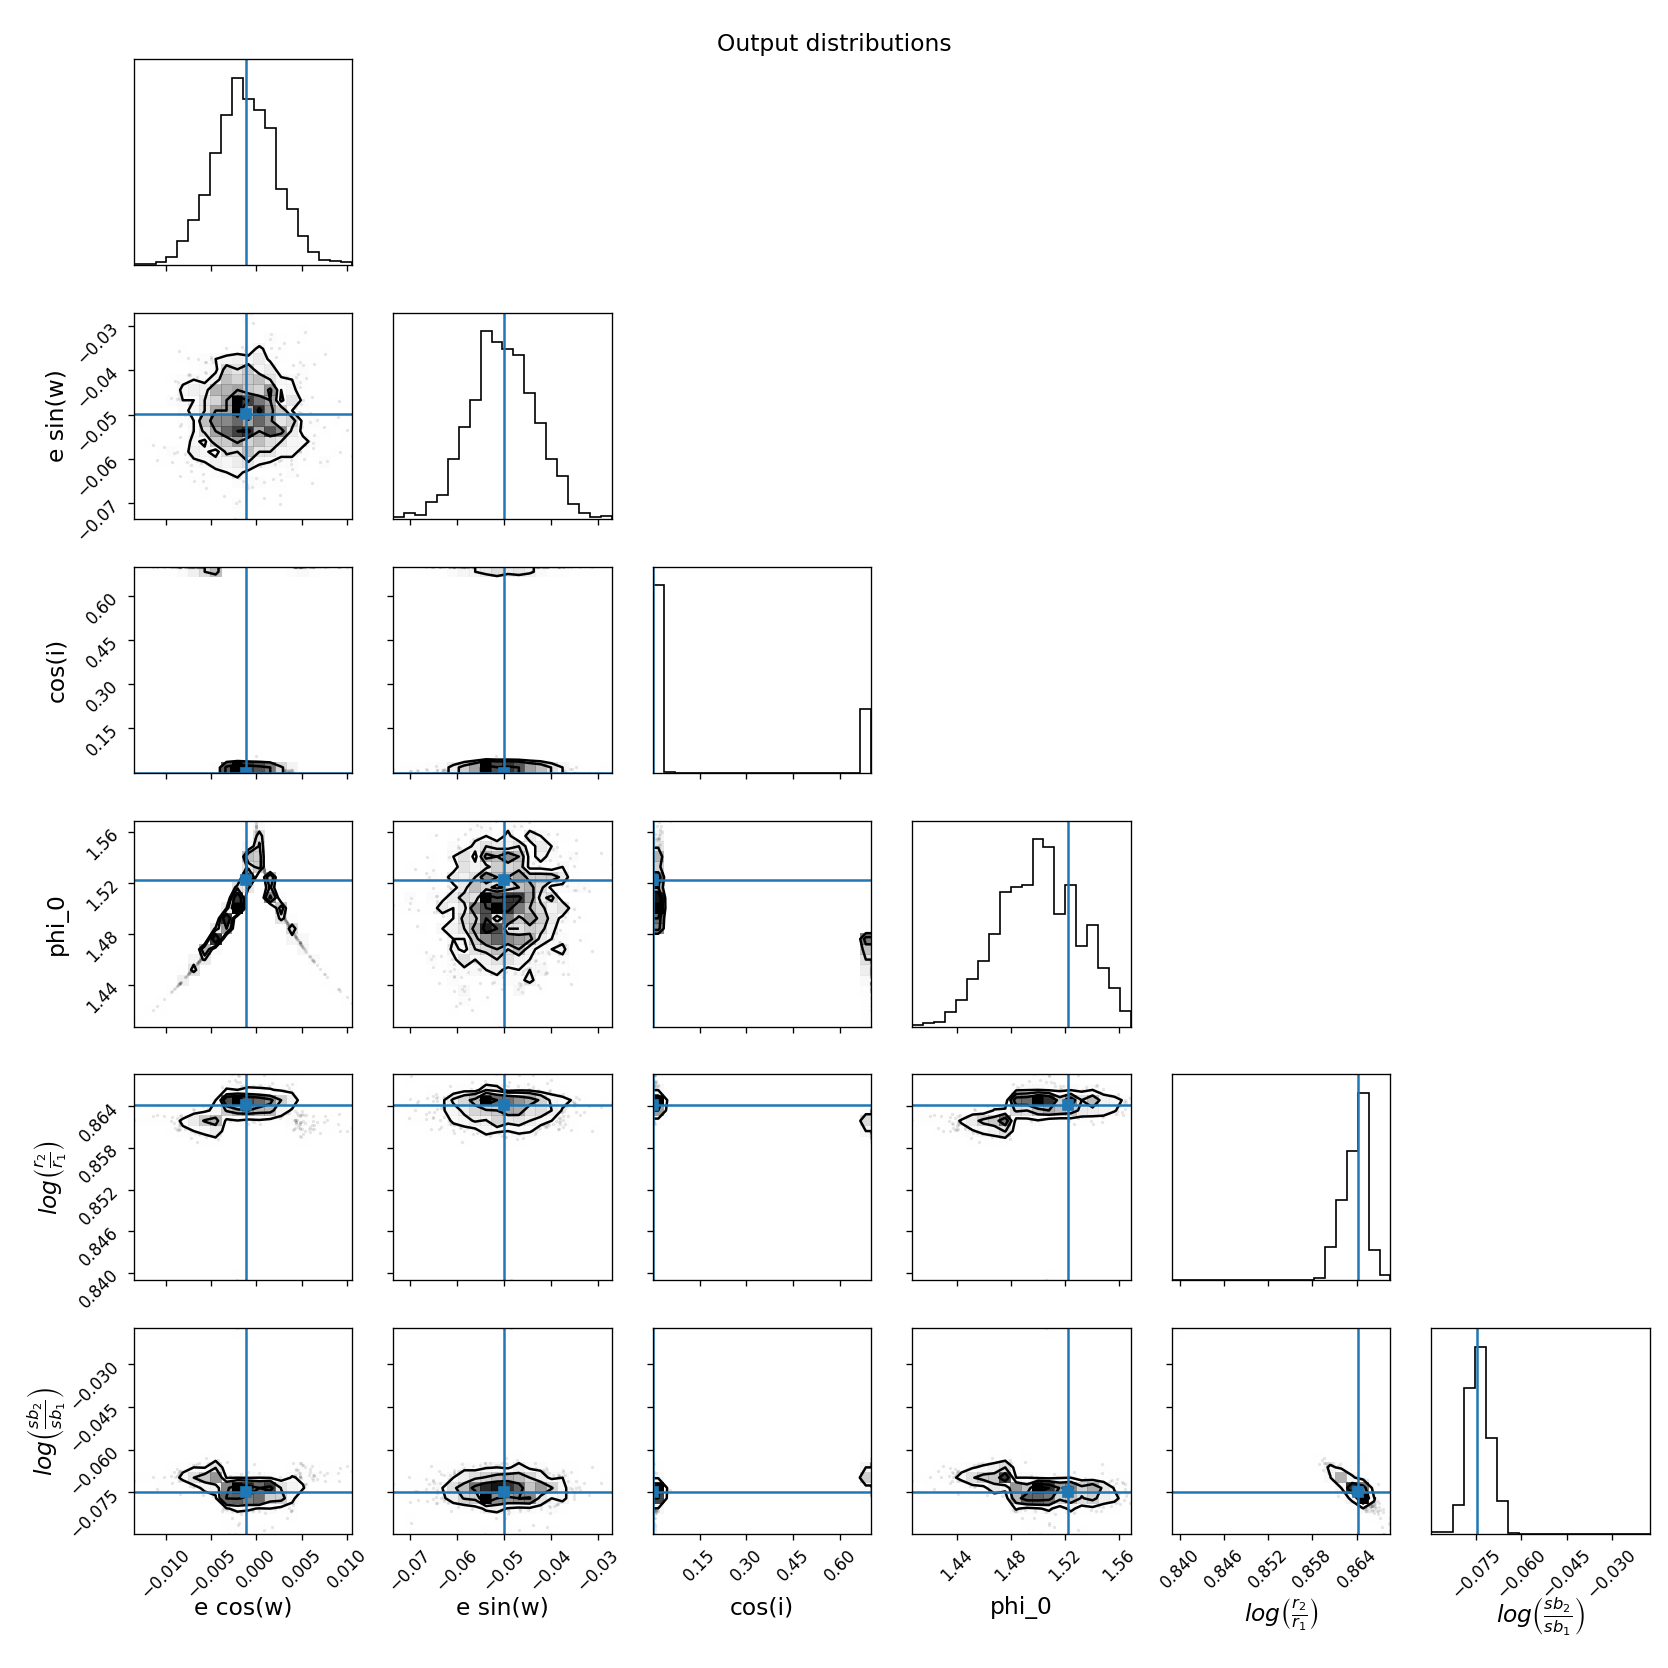 Output distributions
e sin(w)
−0.03
−0.04
−0.05
−0.06
−0.07
cos(i)
0.60
0.45
0.30
0.15
phi_0
1.56
1.52
1.48
1.44
log(r2/r1)
0.864
0.858
0.852
0.846
0.840
log(sb2/sb1)
−0.030
−0.045
−0.060
−0.075
−0.010 −0.005 0.000 0.005 0.010
−0.07 −0.06 −0.05 −0.04 −0.03
0.15 0.30 0.45 0.60
1.44 1.48 1.52 1.56
0.840 0.846 0.852 0.858 0.864
−0.075 −0.060 −0.045 −0.030
e cos(w)
e sin(w)
cos(i)
phi_0
log(r2/r1)
log(sb2/sb1)